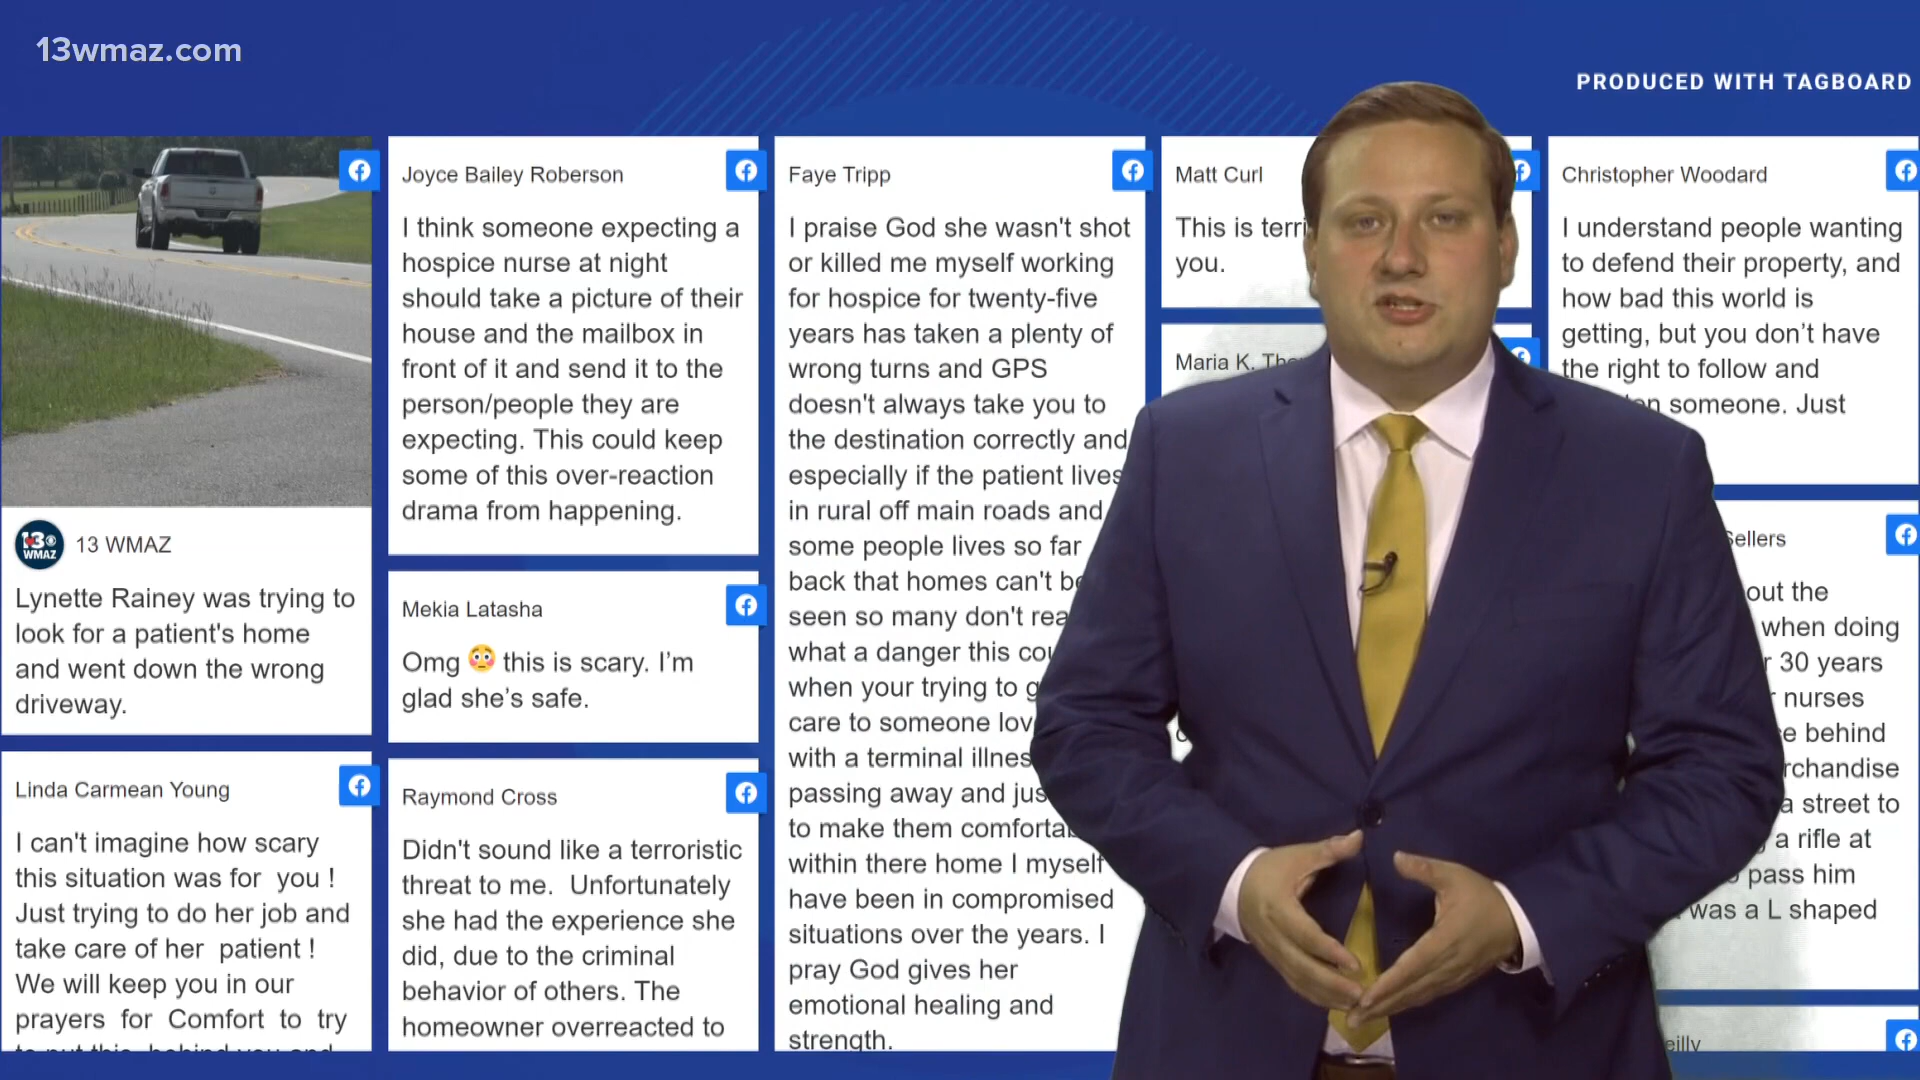 13wmaz.com
PRODUCED WITH TAGBOARD
13
WMAZ
13 WMAZ
Lynette Rainey was trying to
look for a patient's home
and went down the wrong
driveway.
Linda Carmean Young
I can't imagine how scary
this situation was for you !
Just trying to do her job and
take care of her patient !
We will keep you in our
prayers for Comfort to try
Joyce Bailey Roberson
I think someone expecting a
hospice nurse at night
should take a picture of their
house and the mailbox in
front of it and send it to the
person/people they are
expecting. This could keep
some of this over-reaction
drama from happening.
Mekia Latasha
Omg 😳 this is scary. I’m
glad she’s safe.
Raymond Cross
Didn't sound like a terroristic
threat to me. Unfortunately
she had the experience she
did, due to the criminal
behavior of others. The
homeowner overreacted to
Faye Tripp
I praise God she wasn't shot
or killed me myself working
for hospice for twenty-five
years has taken a plenty of
wrong turns and GPS
doesn't always take you to
the destination correctly and
especially if the patient lives
in rural off main roads and
some people lives so far
back that homes can't
seen so many don't
what a danger this
when your trying to
care to someone
with a terminal
passing away and
to make them
within there home I myself
have been in compromised
situations over the years. I
pray God gives her
emotional healing and
strength.
Matt Curl
This is
you.
Maria K.
Christopher Woodard
I understand people wanting
to defend their property, and
how bad this world is
getting, but you don’t have
the right to follow and
someone. Just
Sellers
out the
when doing
30 years
nurses
behind
a street to
a rifle at
pass him
was a L shaped